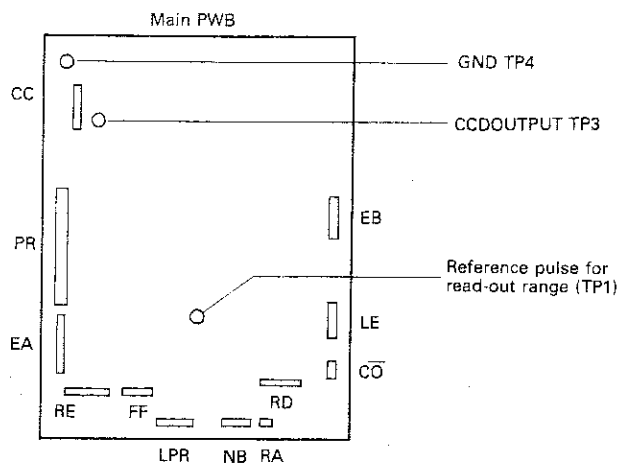 Main PWB
GND TP4
CC
CCDOUTPUT TP3
EB
PR
Reference pulse for
read-out range (TP1)
LE
EA
CO̅
RD
RE
FF
LPR
NB
RA